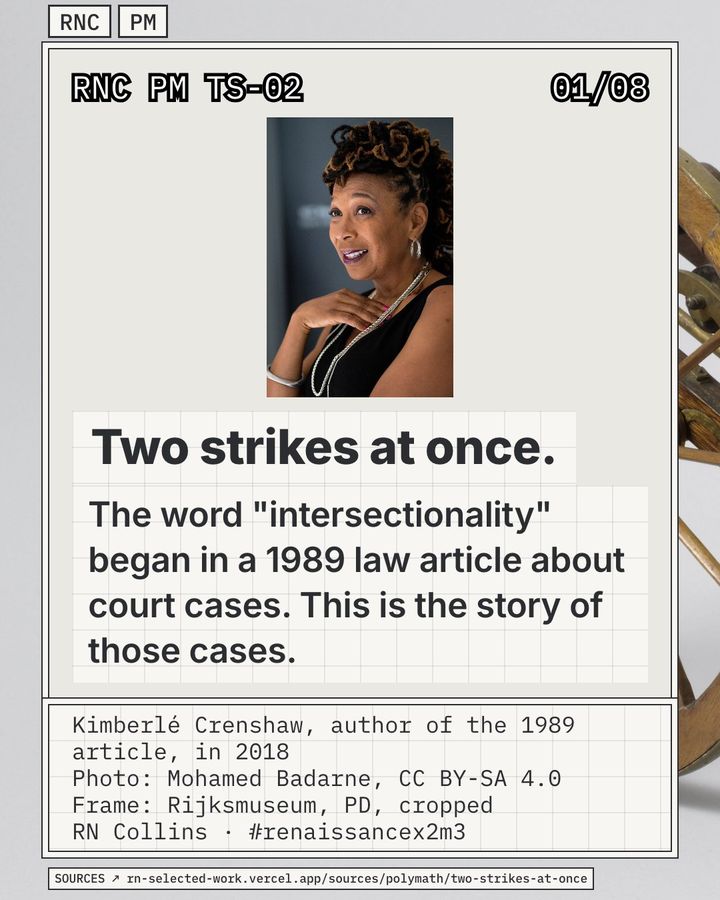 RNC PM
RNC PM TS-02 01/08
Two strikes at once.
The word "intersectionality"
began in a 1989 law article about
court cases. This is the story of
those cases.
Kimberlé Crenshaw, author of the 1989
article, in 2018
Photo: Mohamed Badarne, CC BY-SA 4.0
Frame: Rijksmuseum, PD, cropped
RN Collins · #renaissancex2m3
SOURCES ↗ rn-selected-work.vercel.app/sources/polymath/two-strikes-at-once